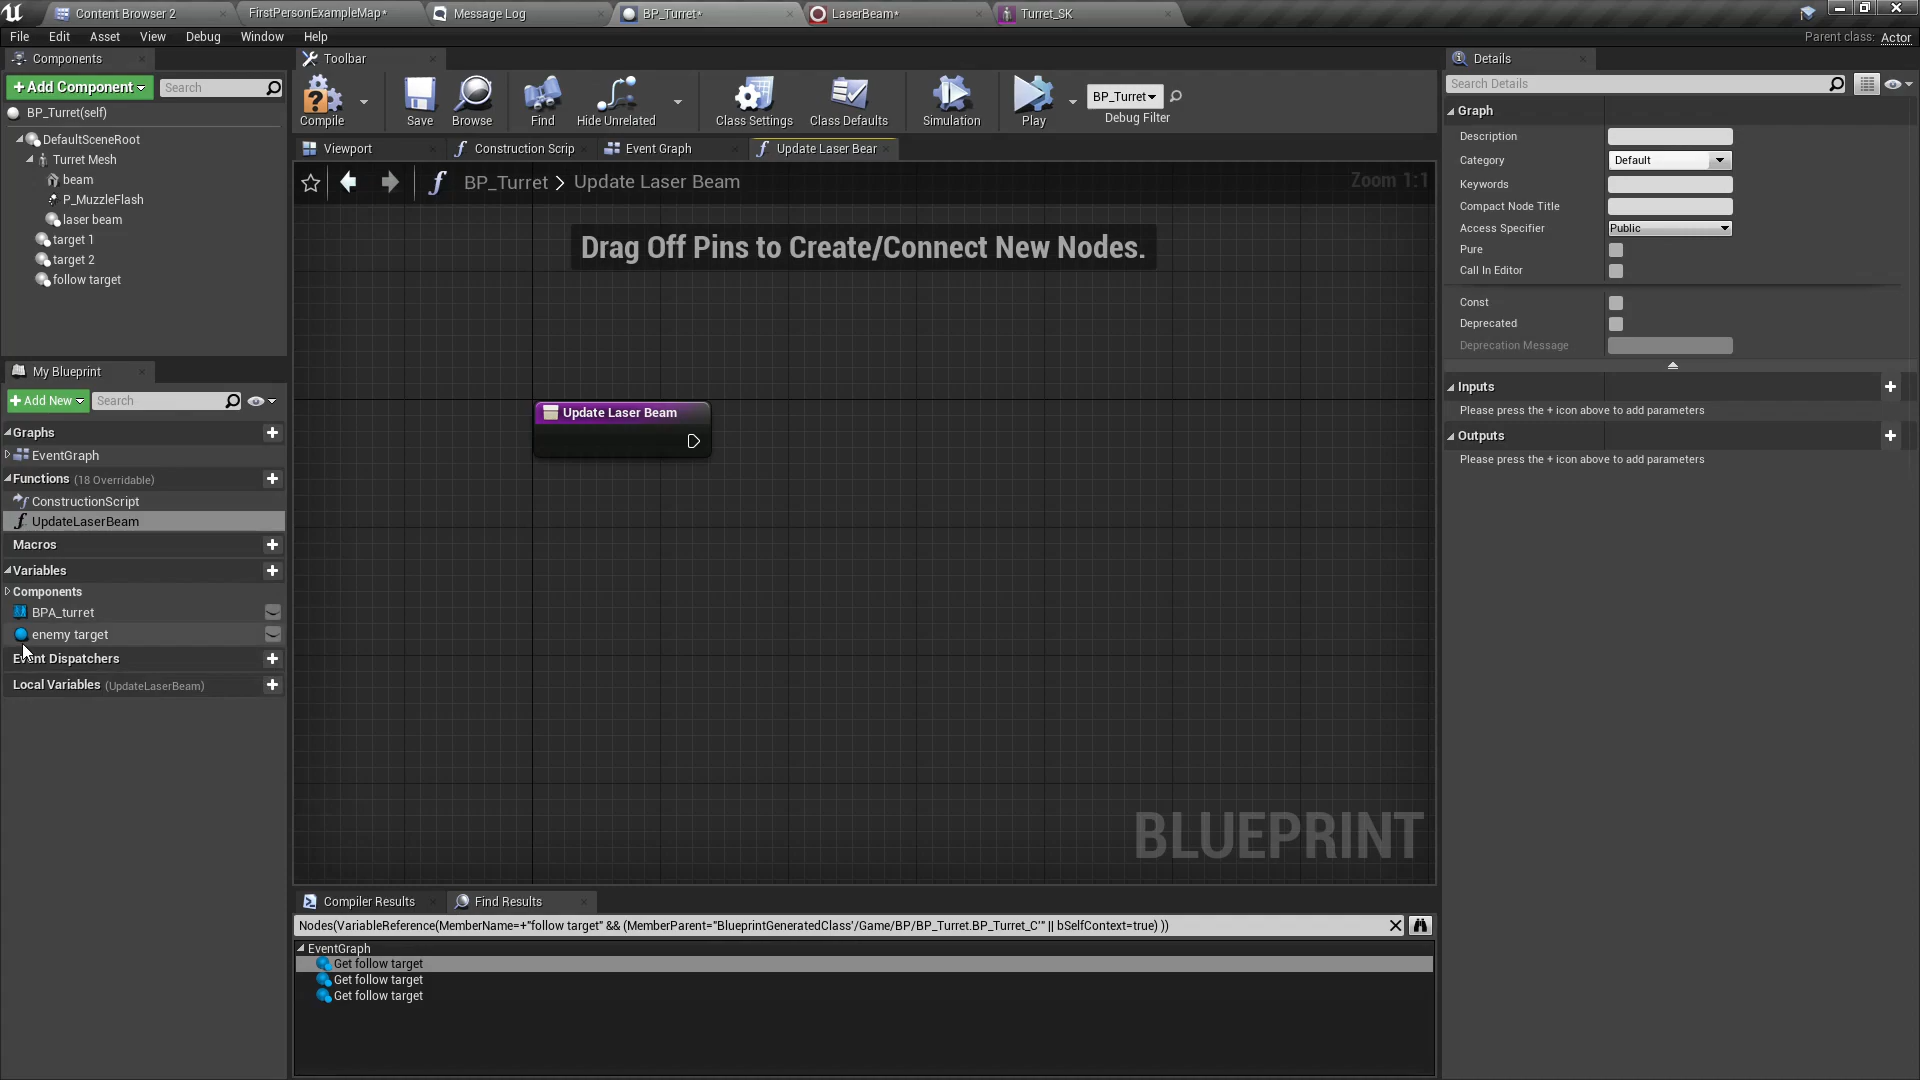 Content Browser 2
FirstPersonExampleMap*
Message Log
BP_Turret*
LaserBeam*
Turret_SK
File Edit Asset View Debug Window Help
Parent class: Actor
Components
+Add Component
Search
BP_Turret(self)
DefaultSceneRoot
Turret Mesh
beam
P_MuzzleFlash
laser beam
target 1
target 2
follow target
My Blueprint
+Add New
Search
Graphs
EventGraph
Functions (18 Overridable)
ConstructionScript
UpdateLaserBeam
Macros
Variables
Components
BPA_turret
enemy target
Event Dispatchers
Local Variables (UpdateLaserBeam)
Toolbar
Compile
Save
Browse
Find
Hide Unrelated
Class Settings
Class Defaults
Simulation
Play
BP_Turret
Debug Filter
Viewport
Construction Scrip
Event Graph
Update Laser Bear
BP_Turret > Update Laser Beam
Zoom 1:1
Drag Off Pins to Create/Connect New Nodes.
Update Laser Beam
BLUEPRINT
Compiler Results
Find Results
Nodes(VariableReference(MemberName=+"follow target" && (MemberParent="BlueprintGeneratedClass'/Game/BP/BP_Turret.BP_Turret_C'" || bSelfContext=true) ))
EventGraph
Get follow target
Get follow target
Get follow target
Details
Search Details
Graph
Description
Category Default
Keywords
Compact Node Title
Access Specifier Public
Pure
Call In Editor
Const
Deprecated
Deprecation Message
Inputs
Please press the + icon above to add parameters
Outputs
Please press the + icon above to add parameters